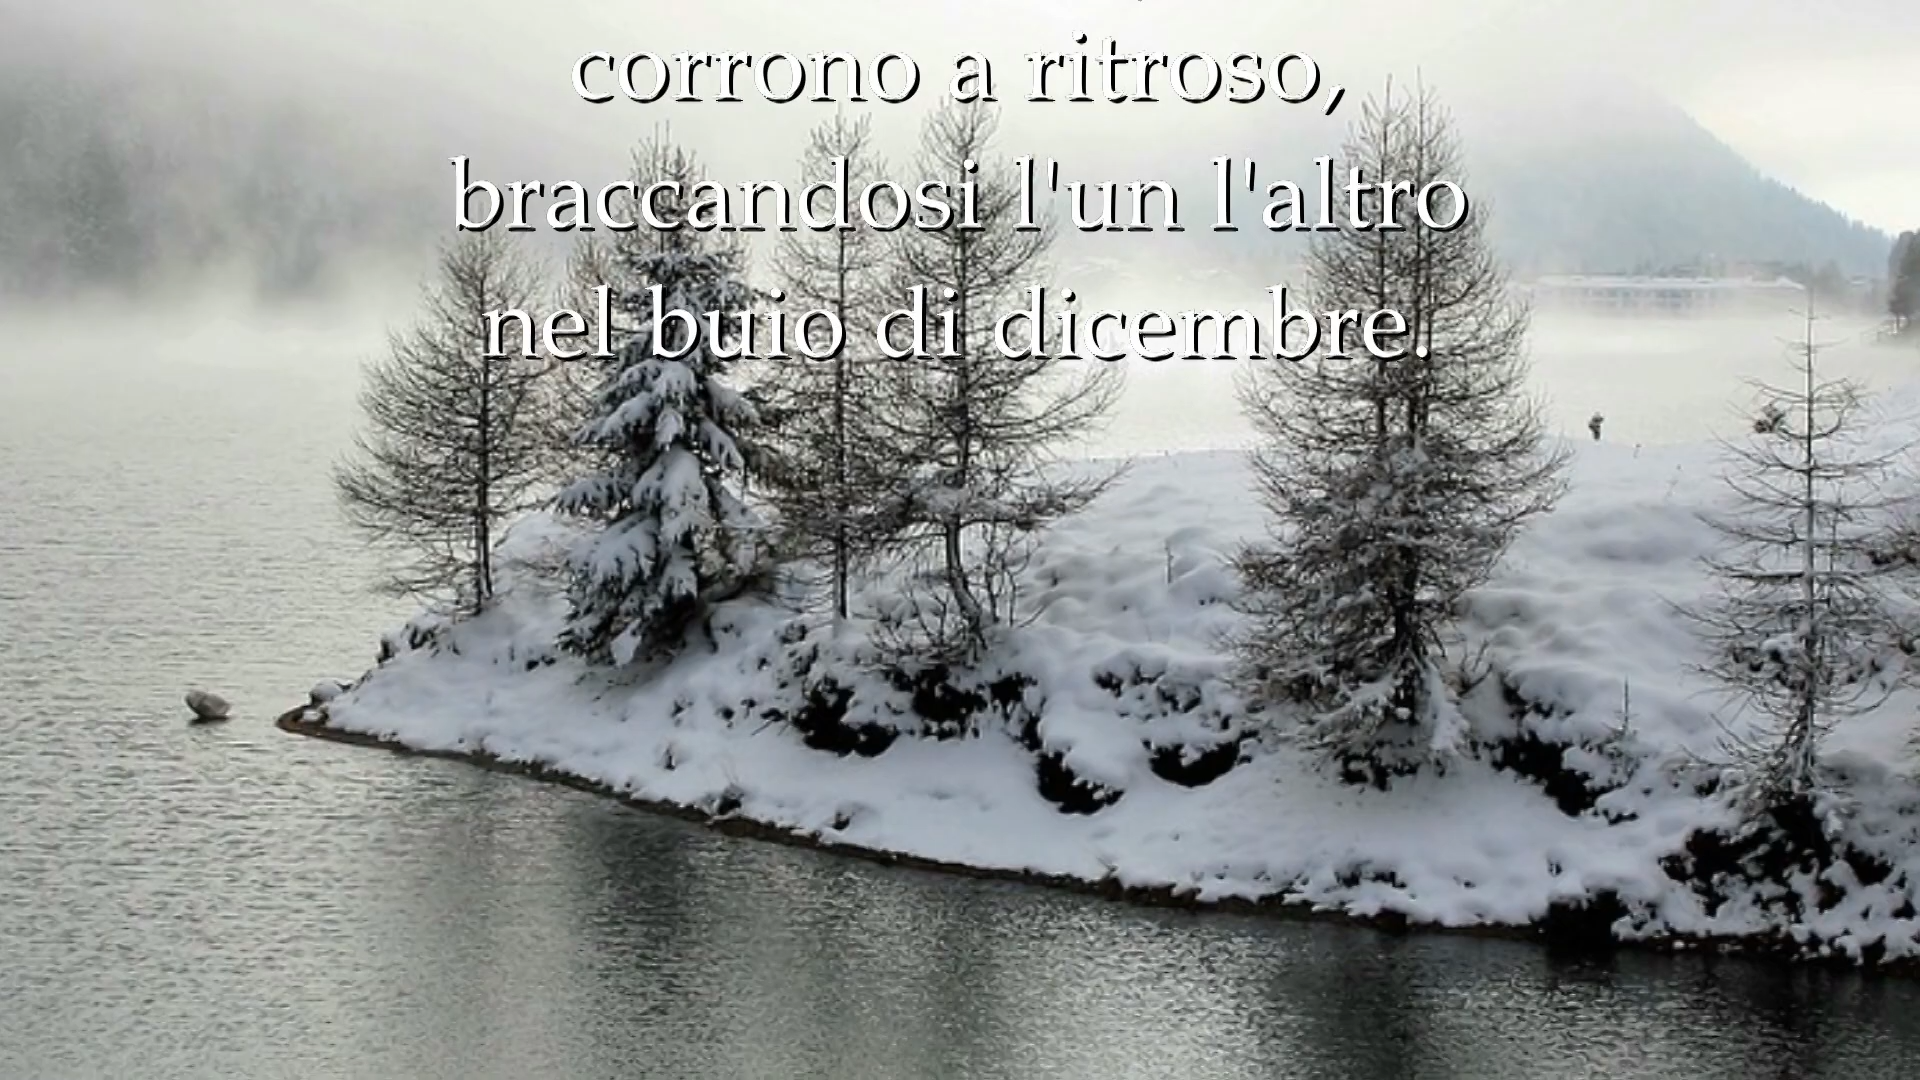 corrono a ritroso,
braccandosi l'un l'altro
nel buio di dicembre.